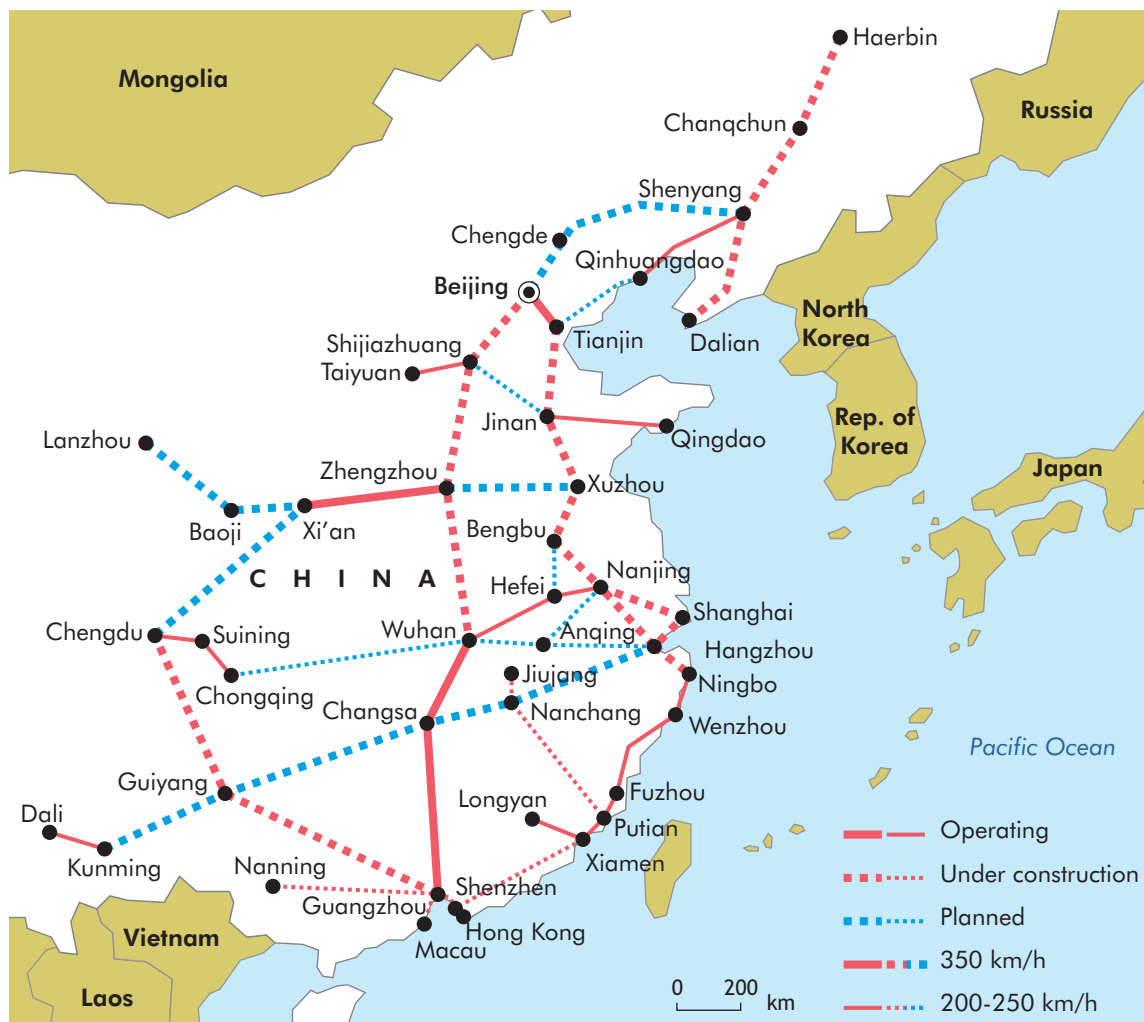 Haerbin
Mongolia
Russia
Chanqchun
Shenyang
Chengde
Qinhuangdao
Beijing
North
Korea
Tianjin
Dalian
Shijiazhuang
Taiyuan
Jinan
Rep. of
Korea
Qingdao
Lanzhou
Japan
Zhengzhou
Xuzhou
Baoji
Xi’an
Bengbu
CHINA
Hefei
Nanjing
Shanghai
Chengdu
Suining
Wuhan
Anqing
Hangzhou
Chongqing
Jiujang
Ningbo
Changsa
Nanchang
Wenzhou
Pacific Ocean
Guiyang
Dali
Longyan
Fuzhou
Putian
Operating
Kunming
Xiamen
Nanning
Shenzhen
Under construction
Guangzhou
Hong Kong
Planned
Macau
Vietnam
350 km/h
Laos
0 200
km
200-250 km/h